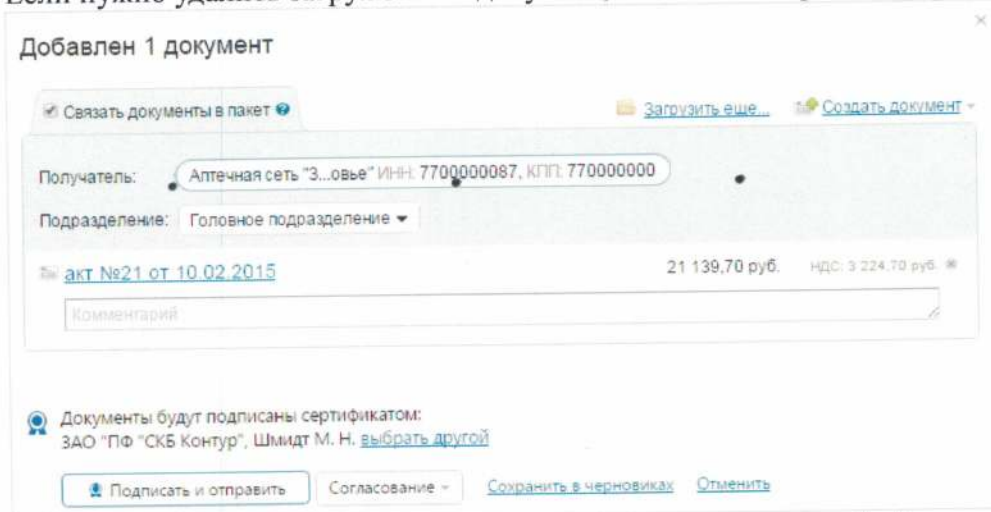 Добавлен 1 документ
Связать документы в пакет ? Загрузить еще... Создать документ
Получатель: Аптечная сеть "З...овье" ИНН: 7700000087, КПП: 770000000
Подразделение: Головное подразделение
акт №21 от 10.02.2015 21 139,70 руб. НДС: 3 224,70 руб.
Комментарий
Документы будут подписаны сертификатом:
ЗАО "ПФ "СКБ Контур", Шмидт М. Н. выбрать другой
Подписать и отправить Согласование Сохранить в черновиках Отменить